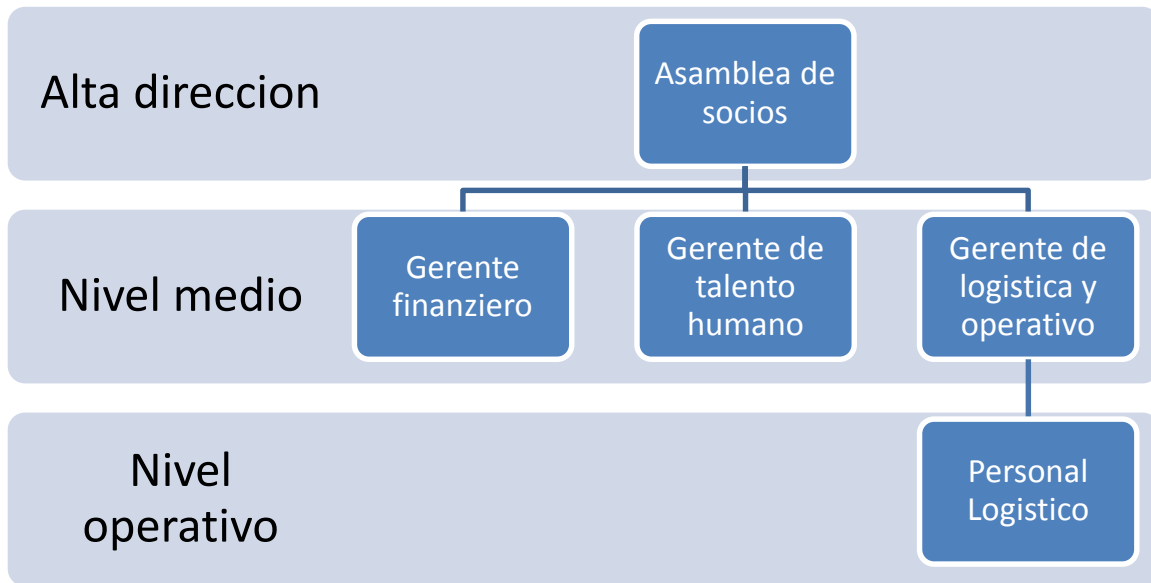 Alta direccion
Asamblea de
socios
Nivel medio
Gerente
finanziero
Gerente de
talento
humano
Gerente de
logistica y
operativo
Nivel
operativo
Personal
Logistico